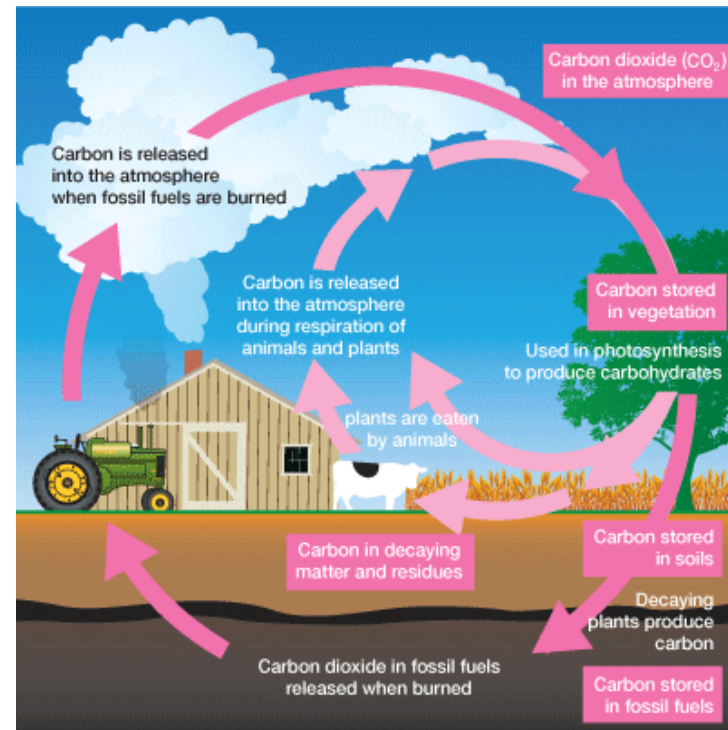 Carbon dioxide (CO₂)
in the atmosphere
Carbon is released
into the atmosphere
when fossil fuels are burned
Carbon is released
into the atmosphere
during respiration of
animals and plants
Carbon stored
in vegetation
Used in photosynthesis
to produce carbohydrates
plants are eaten
by animals
Carbon in decaying
matter and residues
Carbon stored
in soils
Decaying
plants produce
carbon
Carbon dioxide in fossil fuels
released when burned
Carbon stored
in fossil fuels